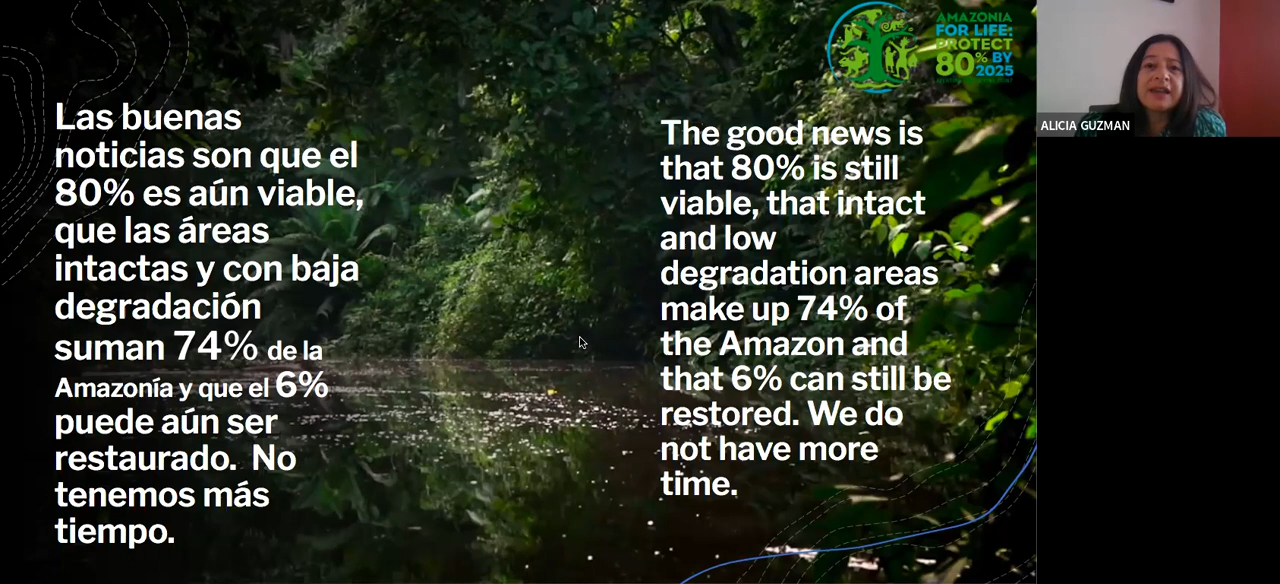 Las buenas
noticias son que el
80% es aún viable,
que las áreas
intactas y con baja
degradación
suman 74% de la
Amazonía y que el 6%
puede aún ser
restaurado. No
tenemos más
tiempo.
The good news is
that 80% is still
viable, that intact
and low
degradation areas
make up 74% of
the Amazon and
that 6% can still be
restored. We do
not have more
time.
AMAZONIA
FOR LIFE:
PROTECT
80% BY
2025
ALICIA GUZMAN